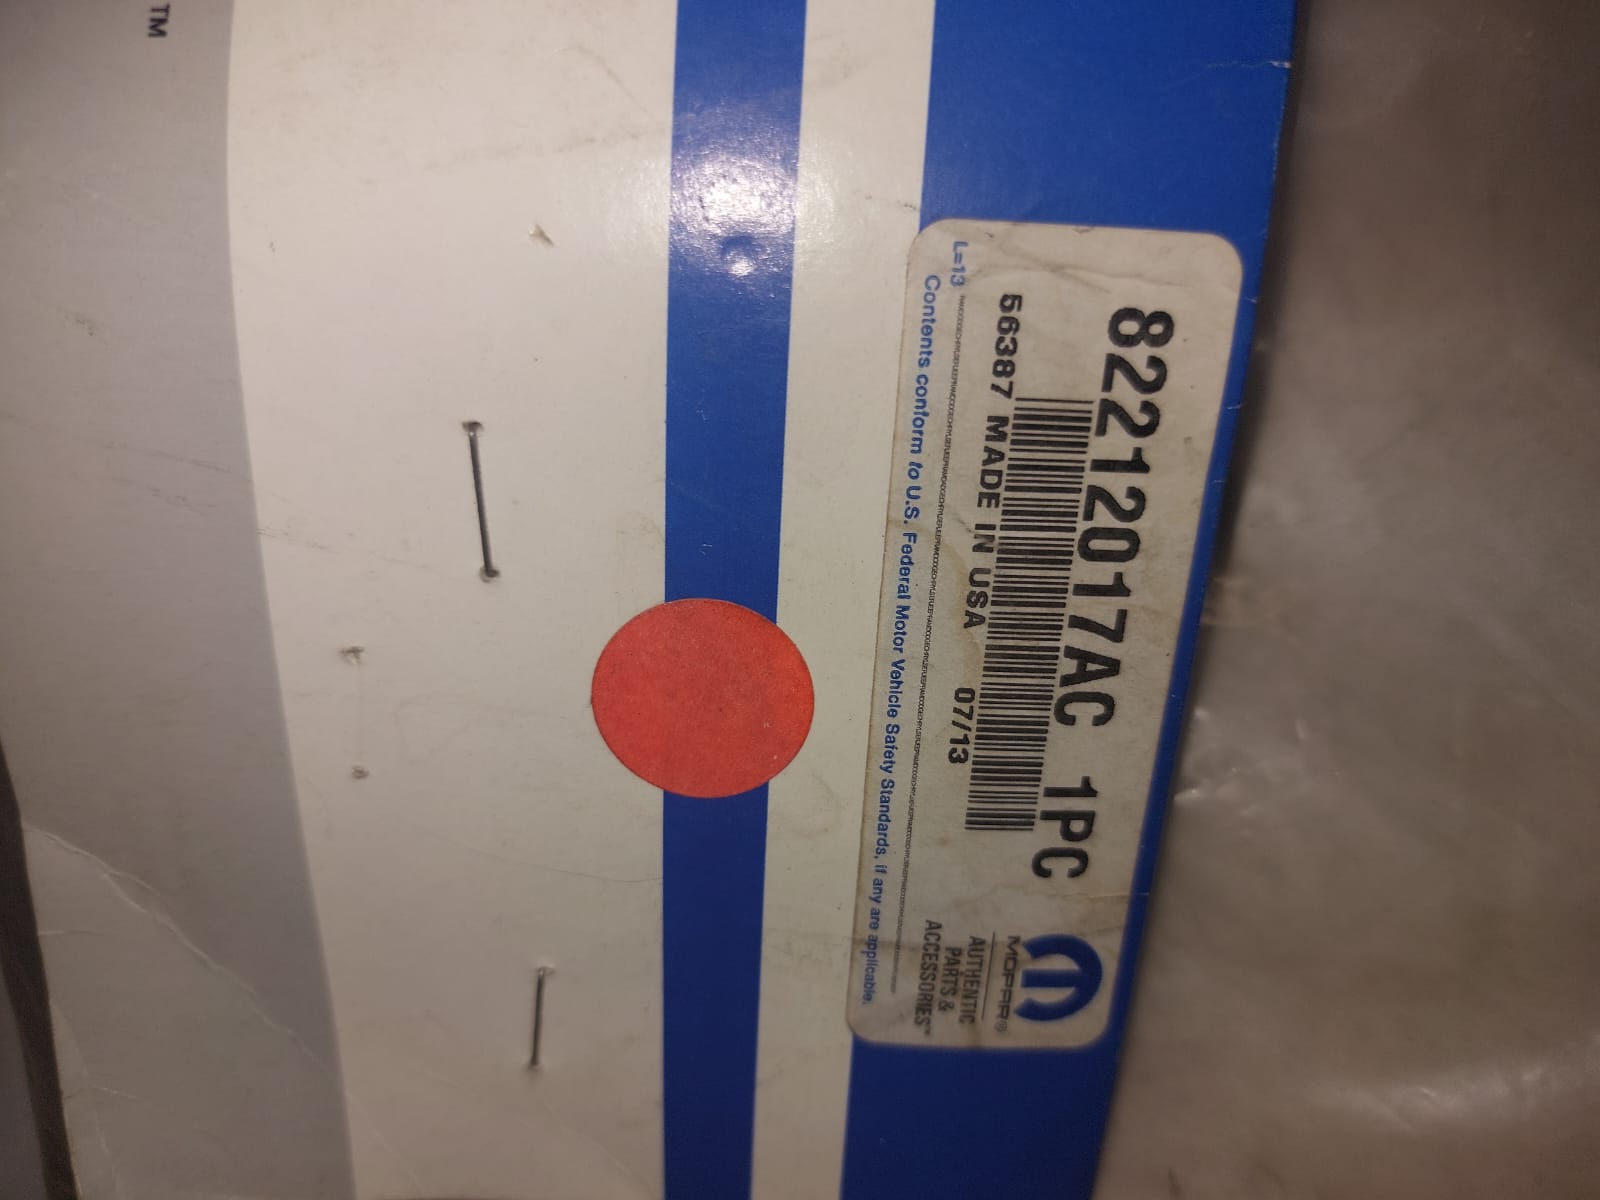 TM
82212017AC 1PC
56387 MADE IN USA 07/13
L=13
Contents conform to U.S. Federal Motor Vehicle Safety Standards, if any are applicable.
MOPAR®
AUTHENTIC
PARTS &
ACCESSORIES™